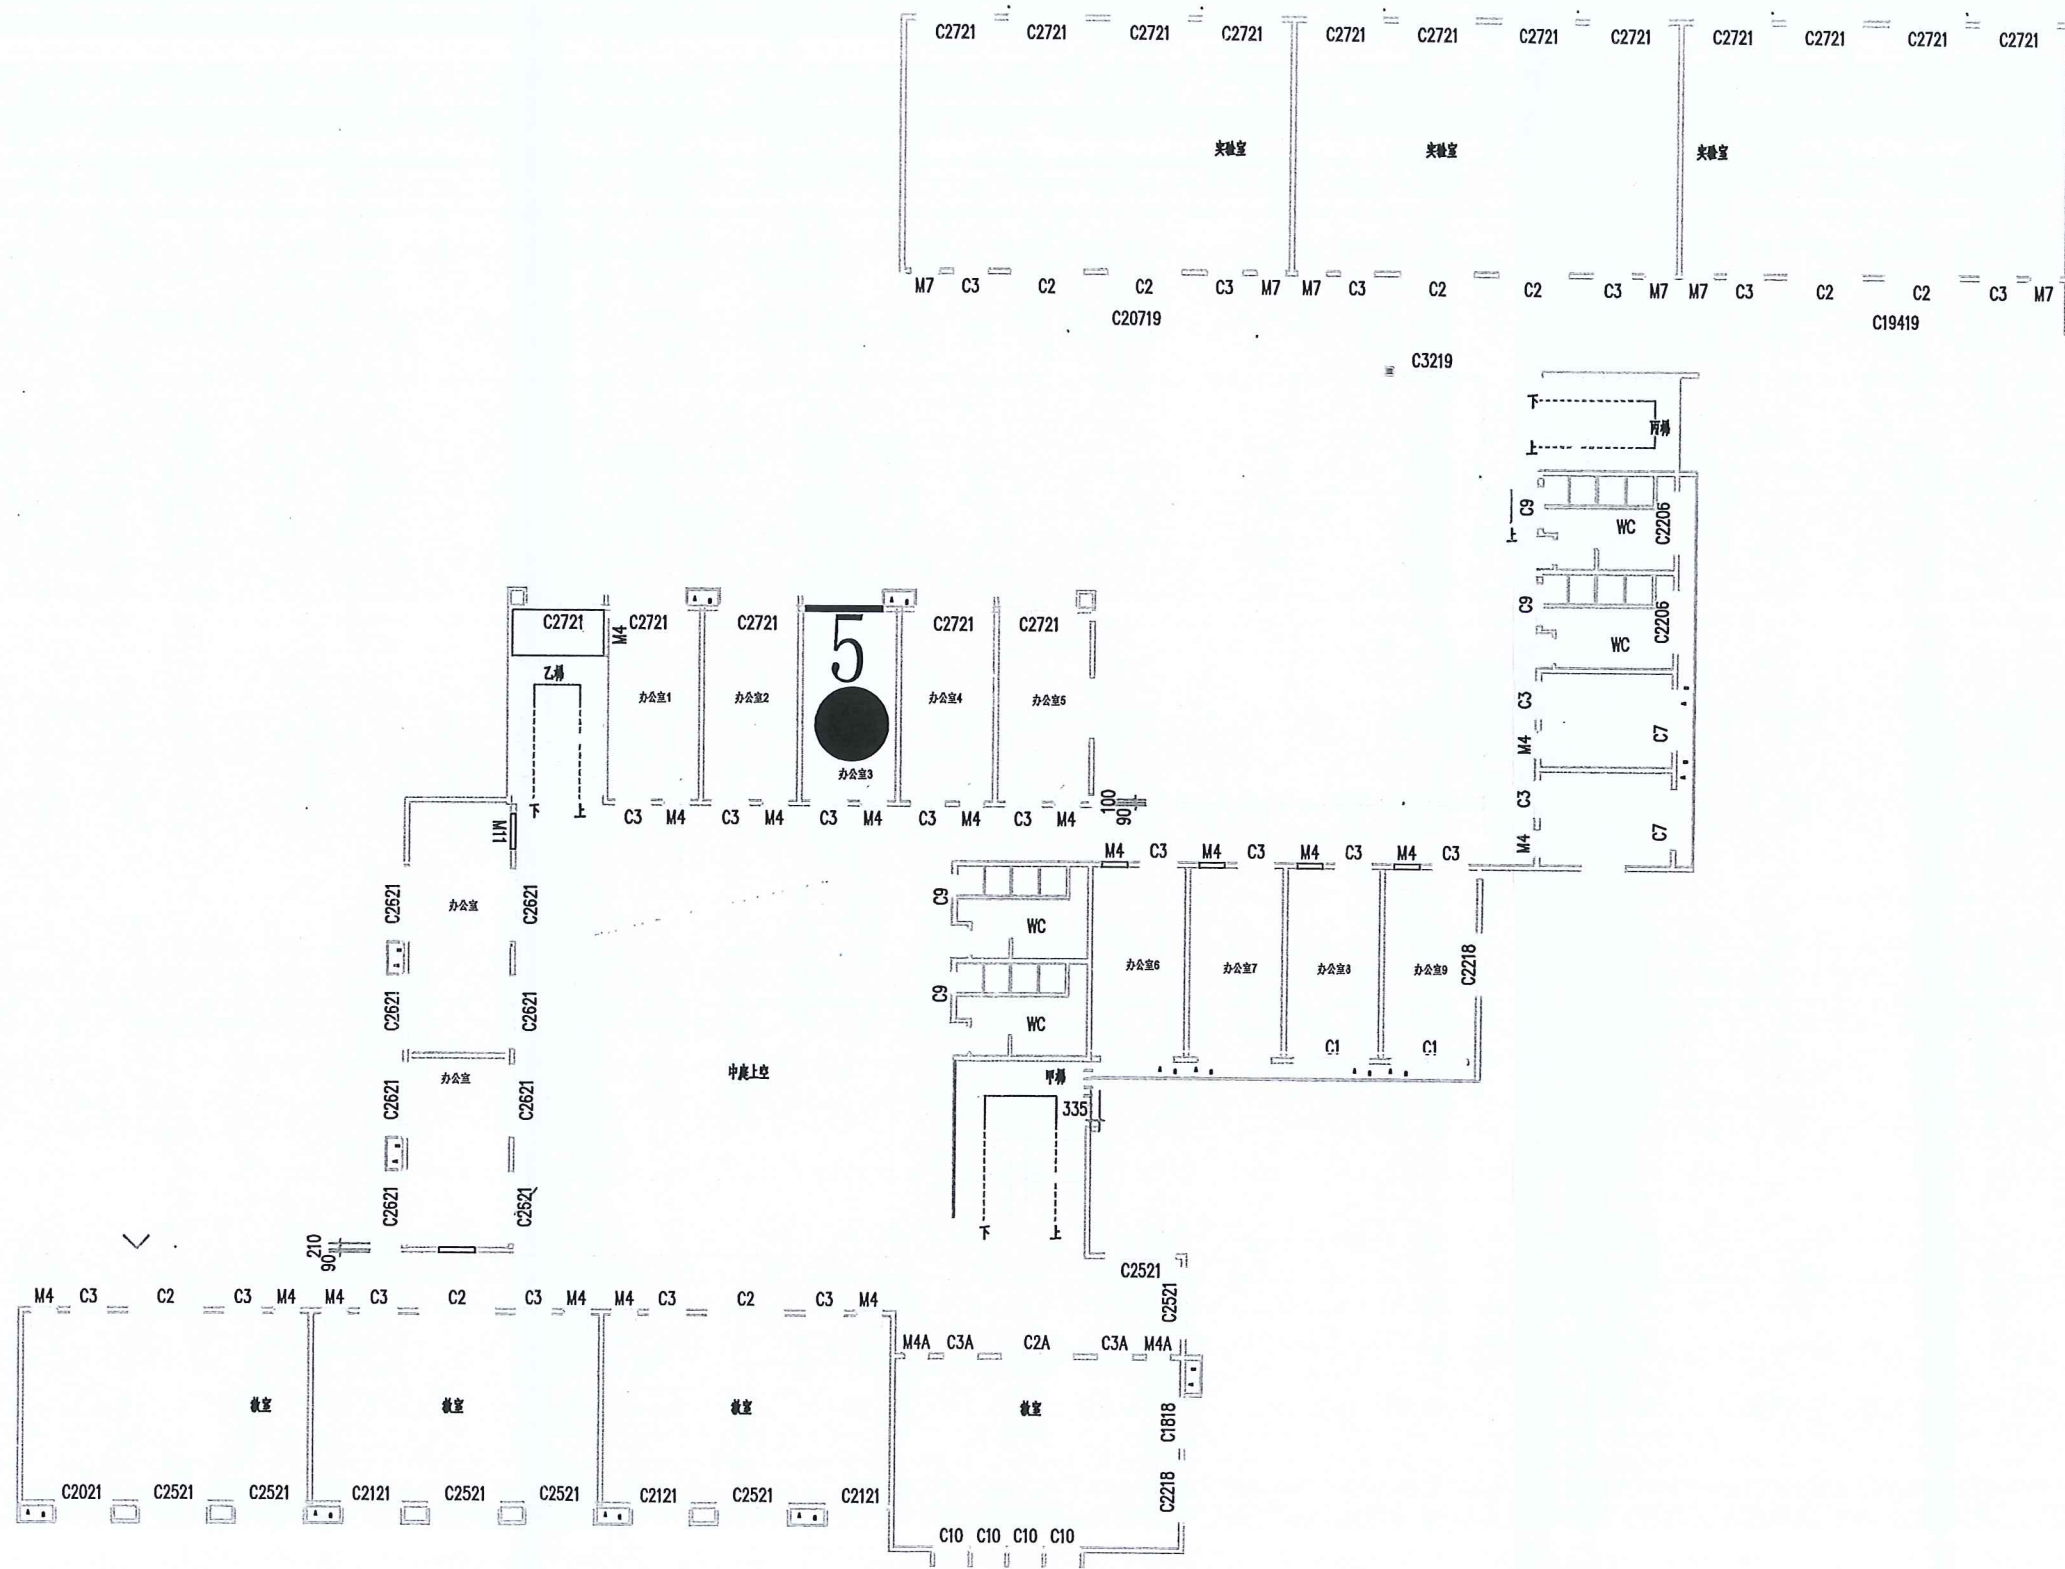 C2721 C2721 C2721 C2721 C2721 C2721 C2721 C2721 C2721 C2721 C2721 C2721
实验室 实验室 实验室
M7 C3 C2 C2 C3 M7 M7 C3 C2 C2 C3 M7 M7 C3 C2 C2 C3 M7
C20719 C19419
C3219
下
丙梯
上
C9 WC C2206
上
C9 WC C2206
C3
M4 C7
C3
M4 C7
C2721 M4 C2721 C2721 5 C2721 C2721
乙梯
办公室1 办公室2 办公室3 办公室4 办公室5
下 上
C3 M4 C3 M4 C3 M4 C3 M4 C3 M4
100
90
M11
M4 C3 M4 C3 M4 C3 M4 C3
C2621 办公室 C2621
C9 WC
办公室6 办公室7 办公室8 办公室9 C2218
C2621 C2621
C9 WC
C1 C1
中庭上空
甲梯
办公室
C2621 C2621
335
C2621 C2621
下 上
210
90
C2521
C2521
M4 C3 C2 C3 M4 M4 C3 C2 C3 M4 M4 C3 C2 C3 M4
M4A C3A C2A C3A M4A
教室 教室 教室 教室
C1818
C2218
C2021 C2521 C2521 C2121 C2521 C2521 C2121 C2521 C2121
C10 C10 C10 C10